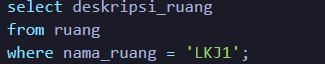 select deskripsi_ruang
from ruang
where nama_ruang = 'LKJ1';